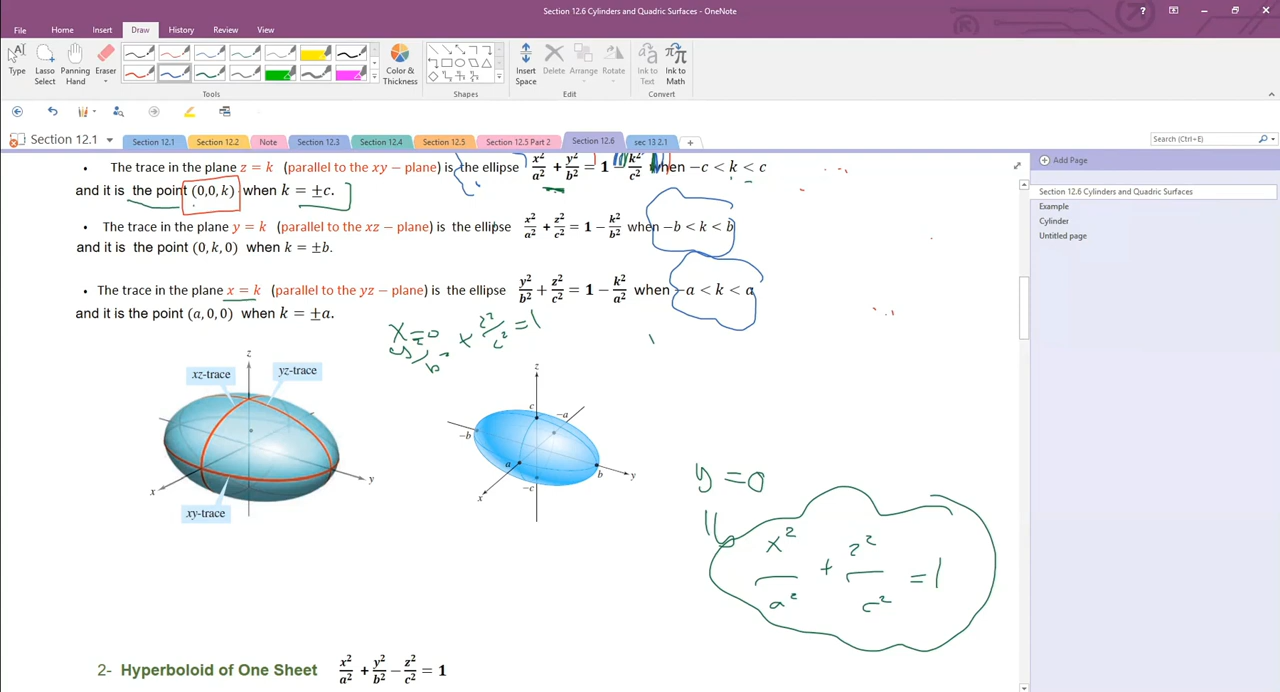 Section 12.6 Cylinders and Quadric Surfaces - OneNote
File Home Insert Draw History Review View
Type Lasso Select Panning Hand Eraser Color & Thickness Insert Space Delete Arrange Rotate Ink to Text Ink to Math
Tools Shapes Edit Convert
Section 12.1 Section 12.1 Section 12.2 Note Section 12.3 Section 12.4 Section 12.5 Section 12.5 Part 2 Section 12.6 sec 13 2.1 + Search (Ctrl+E)
Add Page
Section 12.6 Cylinders and Quadric Surfaces
Example
Cylinder
Untitled page
• The trace in the plane z = k (parallel to the xy − plane) is the ellipse x²/a² + y²/b² = 1 − k²/c² when −c < k < c
and it is the point (0,0,k) when k = ±c.
• The trace in the plane y = k (parallel to the xz − plane) is the ellipse x²/a² + z²/c² = 1 − k²/b² when −b < k < b
and it is the point (0,k,0) when k = ±b.
• The trace in the plane x = k (parallel to the yz − plane) is the ellipse y²/b² + z²/c² = 1 − k²/a² when −a < k < a
and it is the point (a,0,0) when k = ±a.
x = 0
z²/c² = 1
z
xz-trace
yz-trace
y
x
xy-trace
z
c
−a
−b
a
b
y
−c
x
y = 0
x²/a² + z²/c² = 1
2- Hyperboloid of One Sheet x²/a² + y²/b² − z²/c² = 1